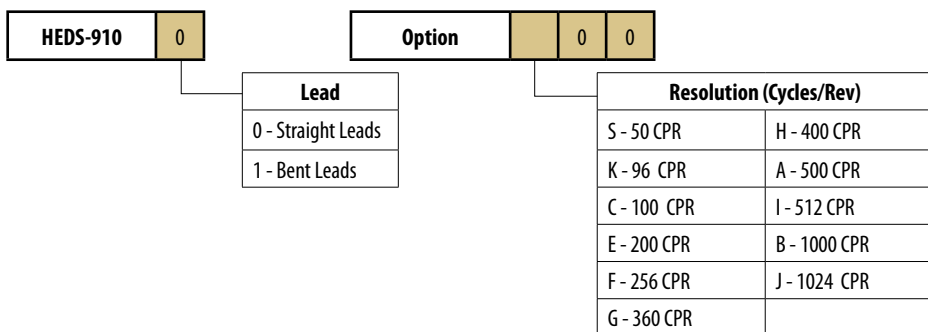 HEDS-910 0 Option 0 0
Lead
0 - Straight Leads
1 - Bent Leads
Resolution (Cycles/Rev)
S - 50 CPR H - 400 CPR
K - 96 CPR A - 500 CPR
C - 100 CPR I - 512 CPR
E - 200 CPR B - 1000 CPR
F - 256 CPR J - 1024 CPR
G - 360 CPR